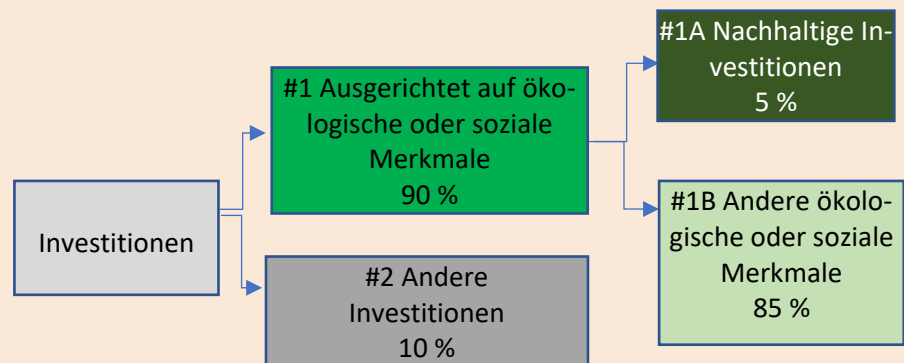 Investitionen
#1 Ausgerichtet auf öko-
logische oder soziale
Merkmale
90 %
#2 Andere
Investitionen
10 %
#1A Nachhaltige In-
vestitionen
5 %
#1B Andere ökolo-
gische oder soziale
Merkmale
85 %